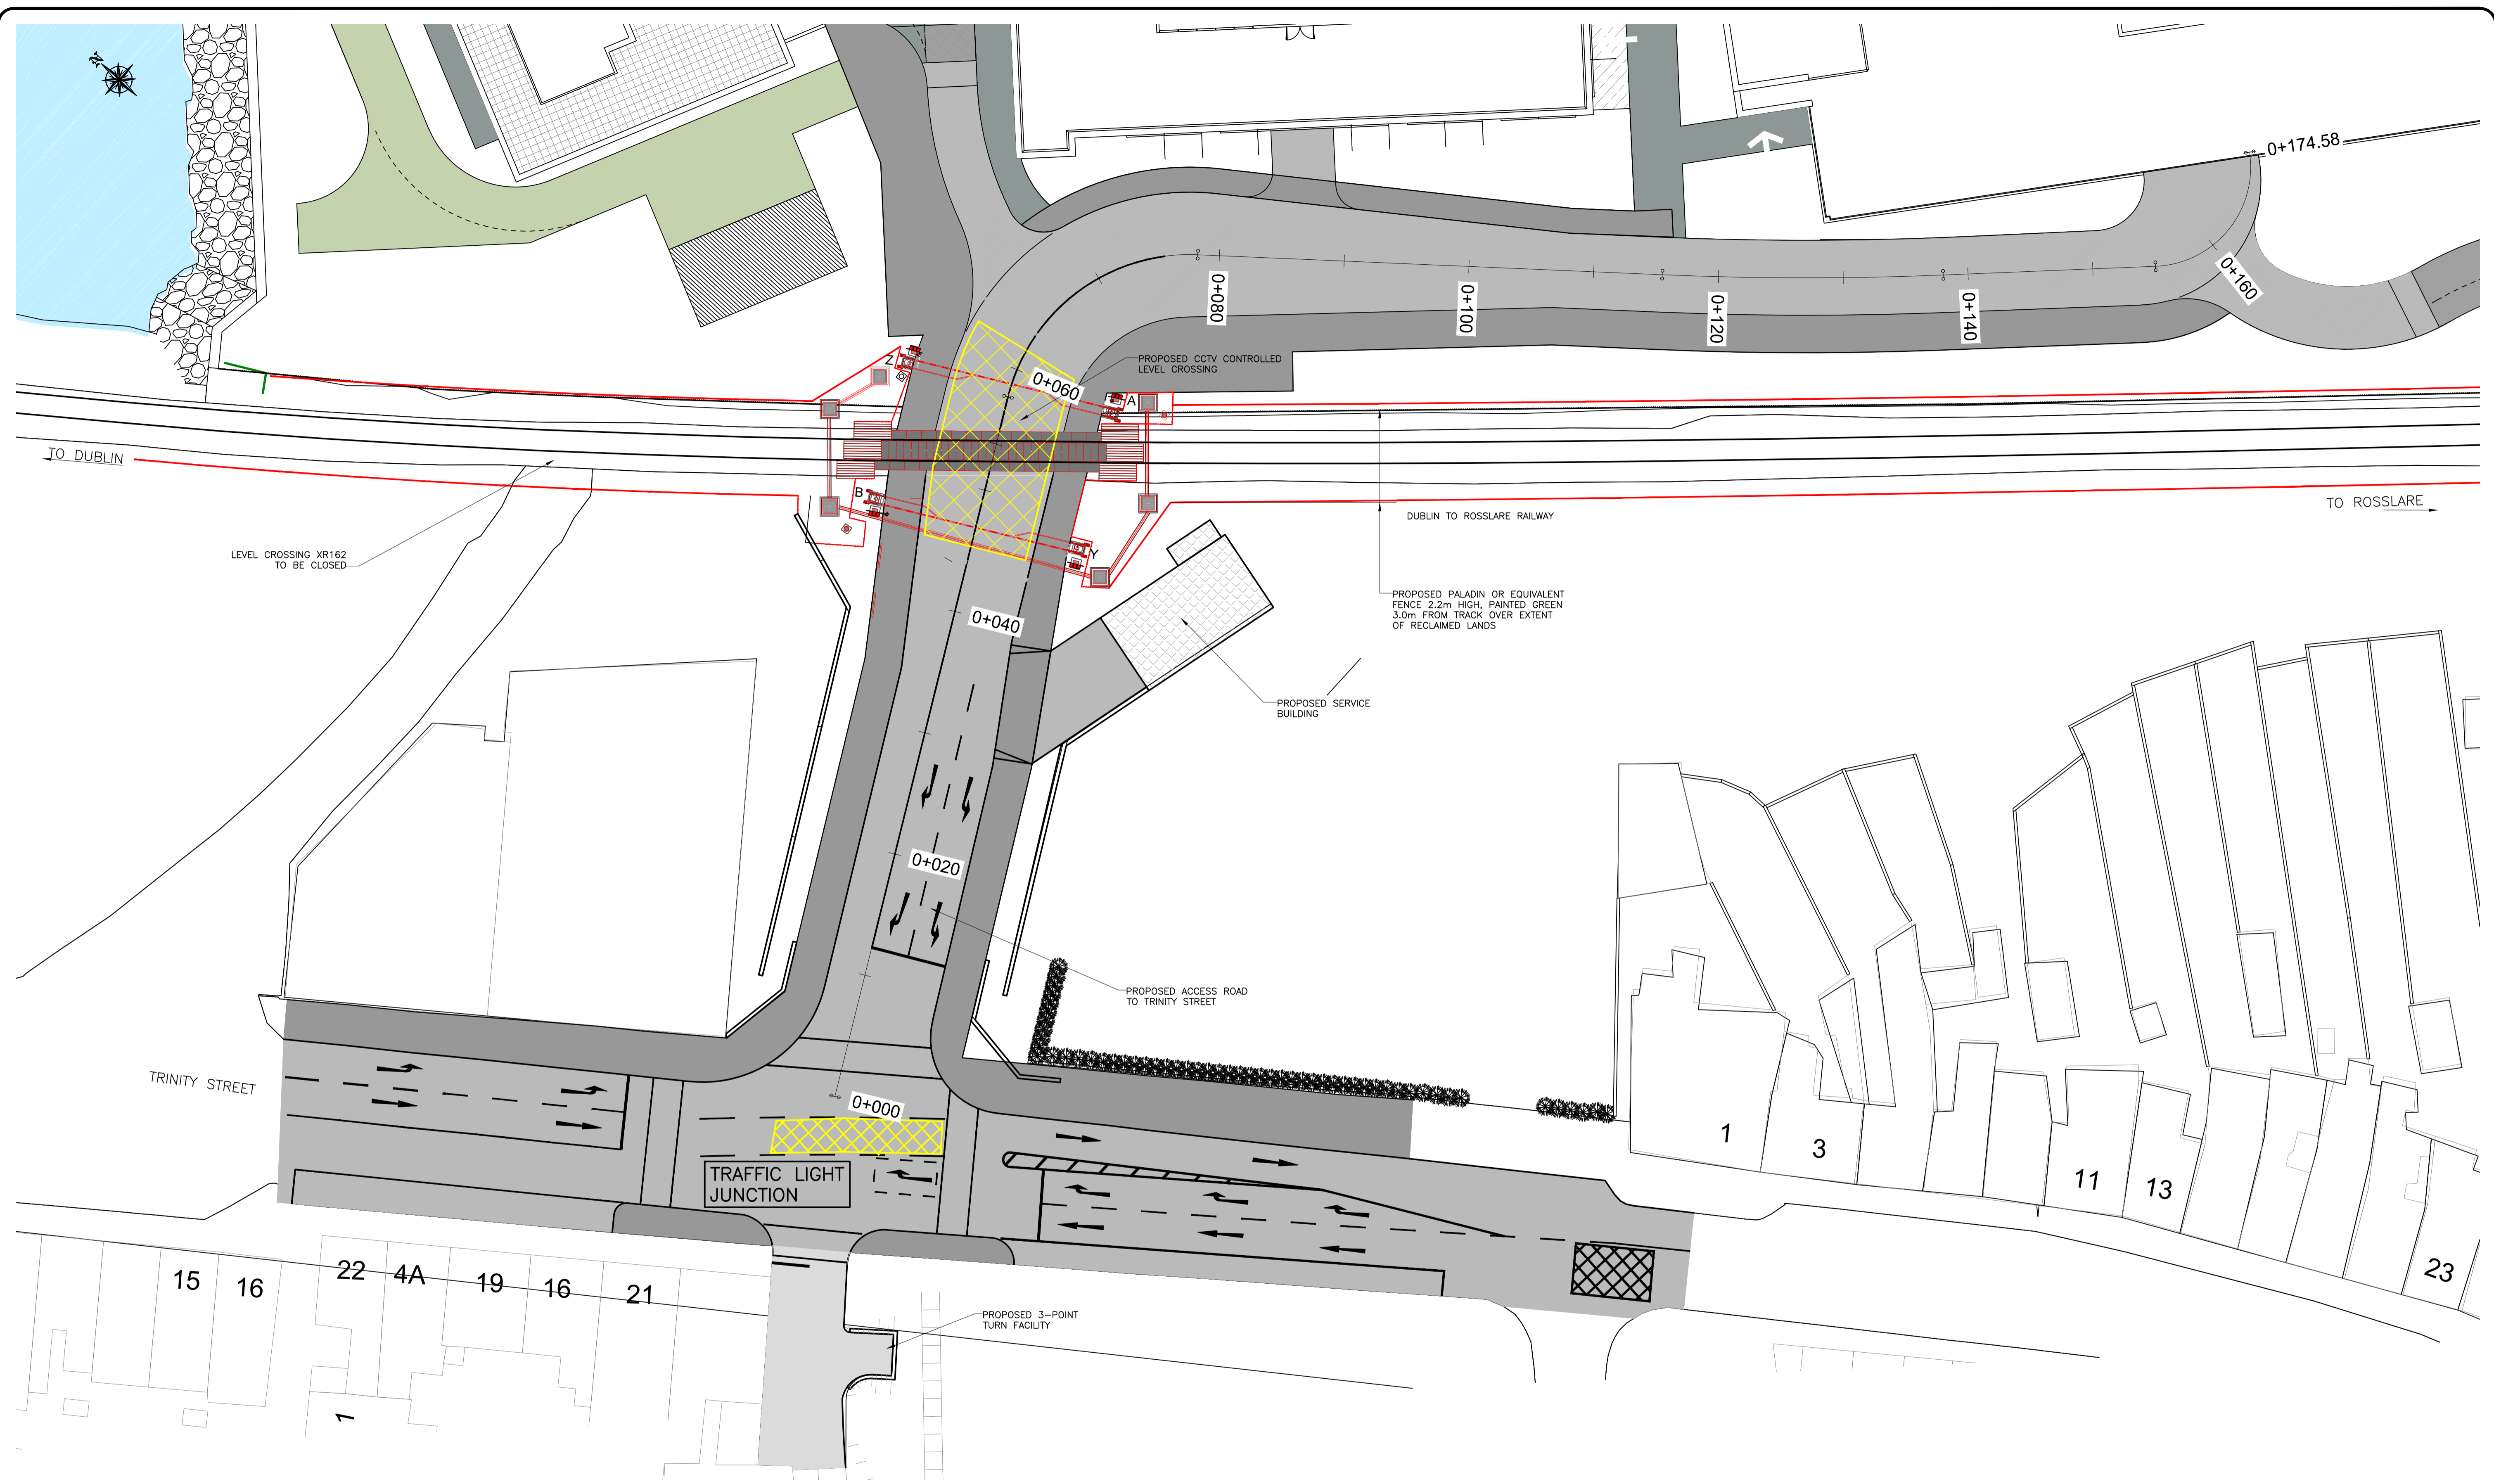 N
0+174.58
0+080
0+100
0+120
0+140
0+160
PROPOSED CCTV CONTROLLED
LEVEL CROSSING
Z
0+060
A
TO DUBLIN
B
Y
TO ROSSLARE
DUBLIN TO ROSSLARE RAILWAY
LEVEL CROSSING XR162
TO BE CLOSED
PROPOSED PALADIN OR EQUIVALENT
FENCE 2.2m HIGH, PAINTED GREEN
3.0m FROM TRACK OVER EXTENT
OF RECLAIMED LANDS
0+040
PROPOSED SERVICE
BUILDING
0+020
PROPOSED ACCESS ROAD
TO TRINITY STREET
TRINITY STREET
0+000
TRAFFIC LIGHT
JUNCTION
1
3
11
13
23
15
16
22
4A
19
16
21
PROPOSED 3-POINT
TURN FACILITY
1